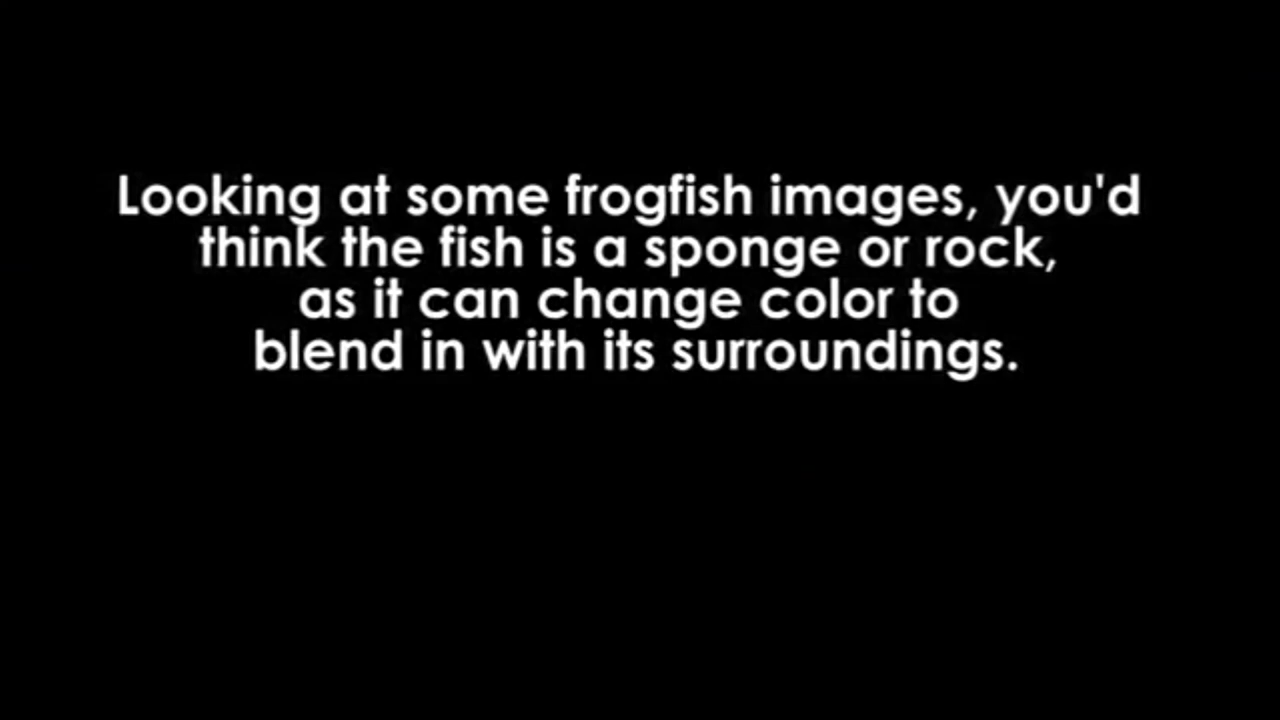 Looking at some frogfish images, you'd
think the fish is a sponge or rock,
as it can change color to
blend in with its surroundings.